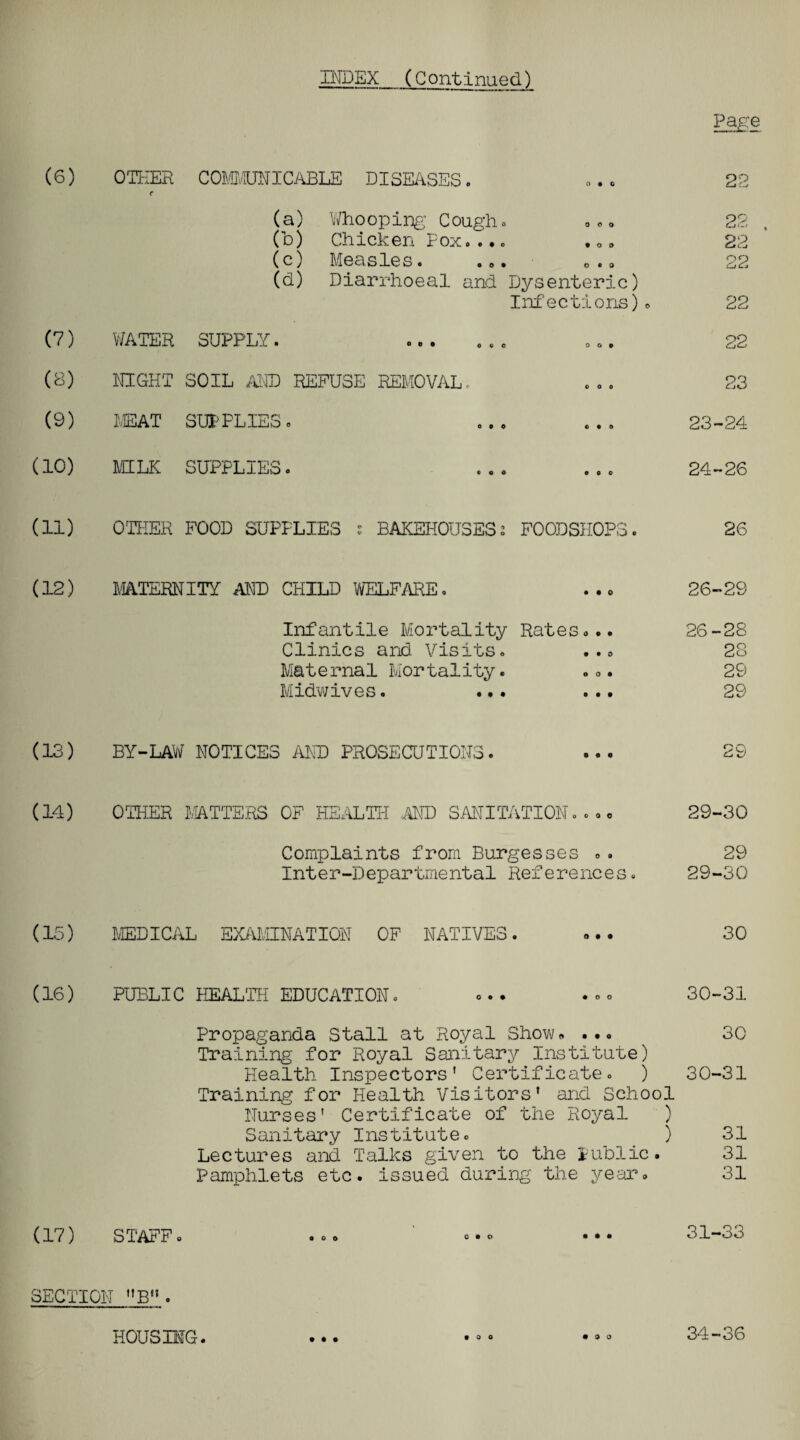 INDEX (Continued)
Page
(6) OTHER COMMUNICABLE DISEASES. ... 22
(a) Whooping Cough. ... 22
(b) Chicken Pox.... ... 22
(c) Measles. ... ... 22
(d) Diarrhoeal and Dysenteric)
Infections). 22
(7) WATER SUPPLY. ... ... ... 22
(8) NIGHT SOIL AND REFUSE REMOVAL. ... 23
(9) MEAT SUPPLIES. ... ... 23-24
(10) MILK SUPPLIES. ... ... 24-26
(11) OTHER FOOD SUPPLIES : BAKEHOUSES: FOODSHOPS. 26
(12) MATERNITY AND CHILD WELFARE. ... 26-29
Infantile Mortality Rates... 26-28
Clinics and Visits. ... 28
Maternal Mortality. ... 29
Midwives. ... ... 29
(13) BY-LAW NOTICES AND PROSECUTIONS. ... 29
(14) OTHER MATTERS OF HEALTH AND SANITATION.... 29-30
Complaints from Burgesses .. 29
Inter-Departmental References. 29-30
(15) MEDICAL EXAMINATION OF NATIVES. ... 30
(16) PUBLIC HEALTH EDUCATION. ... ... 30-31
Propaganda Stall at Royal Show. ... 30
Training for Royal Sanitary Institute)
Health Inspectors' Certificate. ) 30-31
Training for Health Visitors' and School
Nurses' Certificate of the Royal )
Sanitary Institute. ) 31
Lectures and Talks given to the Public. 31
Pamphlets etc. issued during the year. 31
(17) STAFF. ... ... ... 31-33
SECTION "B".
HOUSING. ... ... ... 34-36